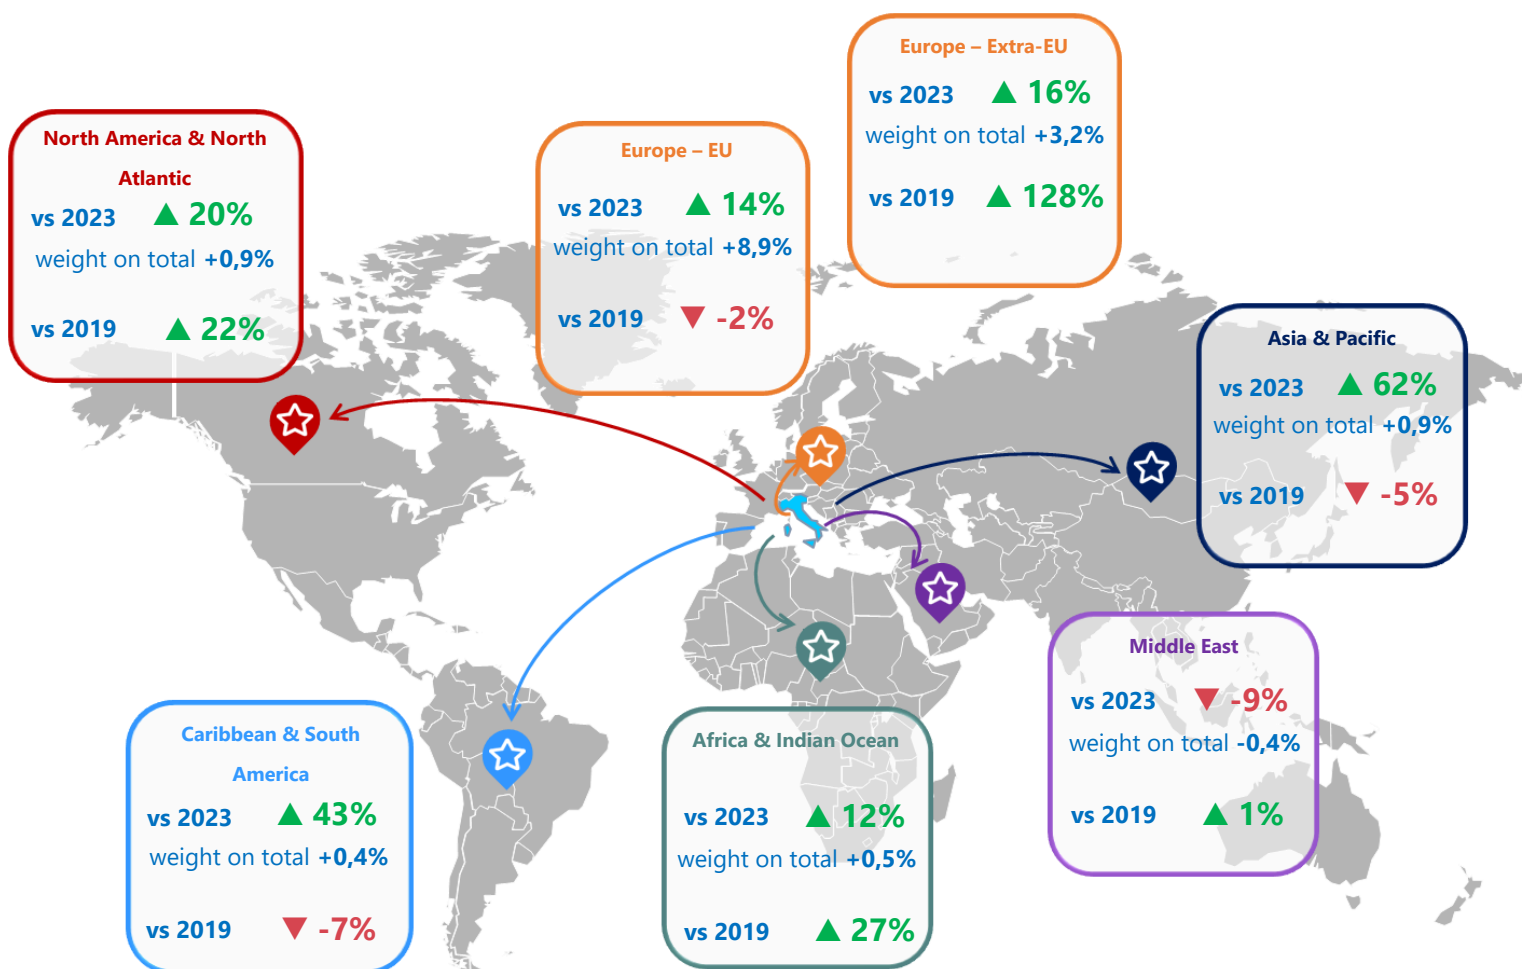 North America & North
Atlantic
vs 2023 ▲ 20%
weight on total +0,9%
vs 2019 ▲ 22%
Europe – EU
vs 2023 ▲ 14%
weight on total +8,9%
vs 2019 ▼ -2%
Europe – Extra-EU
vs 2023 ▲ 16%
weight on total +3,2%
vs 2019 ▲ 128%
Asia & Pacific
vs 2023 ▲ 62%
weight on total +0,9%
vs 2019 ▼ -5%
Caribbean & South
America
vs 2023 ▲ 43%
weight on total +0,4%
vs 2019 ▼ -7%
Africa & Indian Ocean
vs 2023 ▲ 12%
weight on total +0,5%
vs 2019 ▲ 27%
Middle East
vs 2023 ▼ -9%
weight on total -0,4%
vs 2019 ▲ 1%